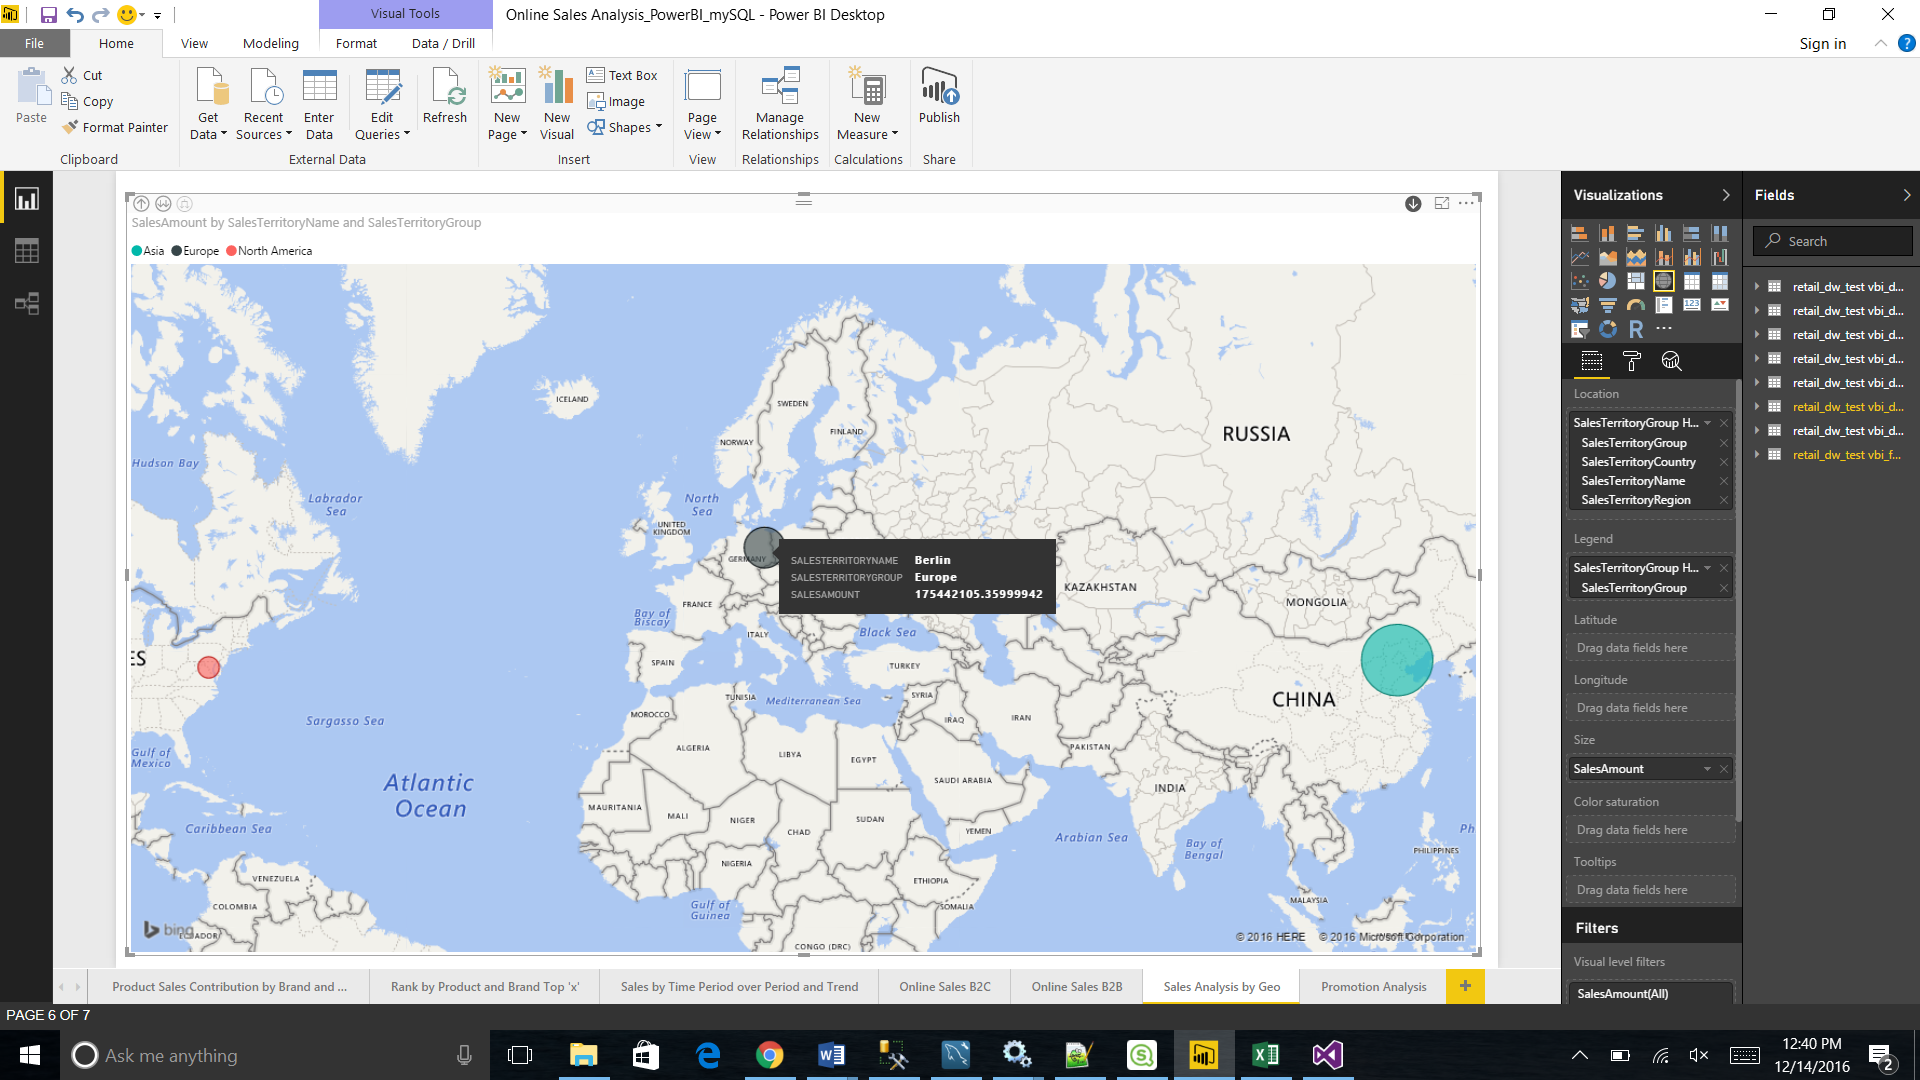 Visual Tools
Online Sales Analysis_PowerBI_mySQL - Power BI Desktop
File
Home
View
Modeling
Format
Data / Drill
Sign in
?
Paste
Cut
Copy
Format Painter
Clipboard
Get Data
Recent Sources
Enter Data
Edit Queries
Refresh
External Data
New Page
New Visual
Text Box
Image
Shapes
Insert
Page View
View
Manage Relationships
Relationships
New Measure
Calculations
Publish
Share
SalesAmount by SalesTerritoryName and SalesTerritoryGroup
Asia
Europe
North America
ICELAND
SWEDEN
NORWAY
FINLAND
RUSSIA
Hudson Bay
Labrador Sea
North Sea
UNITED KINGDOM
GERMANY
SALESTERRITORYNAME Berlin
SALESTERRITORYGROUP Europe
SALESAMOUNT 175442105.35999942
KAZAKHSTAN
MONGOLIA
FRANCE
Bay of Biscay
ITALY
Black Sea
ES
SPAIN
TURKEY
CHINA
TUNISIA
Mediterranean Sea
SYRIA
MOROCCO
Sargasso Sea
IRAQ
IRAN
Gulf of Mexico
ALGERIA
LIBYA
EGYPT
PAKISTAN
Atlantic Ocean
SAUDI ARABIA
INDIA
MAURITANIA
MALI
NIGER
CHAD
SUDAN
YEMEN
Caribbean Sea
Arabian Sea
Bay of Bengal
Ph
PHILIPPINES
NIGERIA
VENEZUELA
ETHIOPIA
COLOMBIA
Gulf of Guinea
SOMALIA
MALAYSIA
bing
ADOR
CONGO (DRC)
© 2016 HERE
© 2016 Microsoft Corporation
Visualizations
R
123
Location
SalesTerritoryGroup H...
SalesTerritoryGroup
SalesTerritoryCountry
SalesTerritoryName
SalesTerritoryRegion
Legend
SalesTerritoryGroup H...
SalesTerritoryGroup
Latitude
Drag data fields here
Longitude
Drag data fields here
Size
SalesAmount
Color saturation
Drag data fields here
Tooltips
Drag data fields here
Filters
Visual level filters
SalesAmount(All)
Fields
Search
retail_dw_test vbi_d...
retail_dw_test vbi_d...
retail_dw_test vbi_d...
retail_dw_test vbi_d...
retail_dw_test vbi_d...
retail_dw_test vbi_d...
retail_dw_test vbi_d...
retail_dw_test vbi_f...
Product Sales Contribution by Brand and ...
Rank by Product and Brand Top 'x'
Sales by Time Period over Period and Trend
Online Sales B2C
Online Sales B2B
Sales Analysis by Geo
Promotion Analysis
+
PAGE 6 OF 7
Ask me anything
12:40 PM
12/14/2016
2